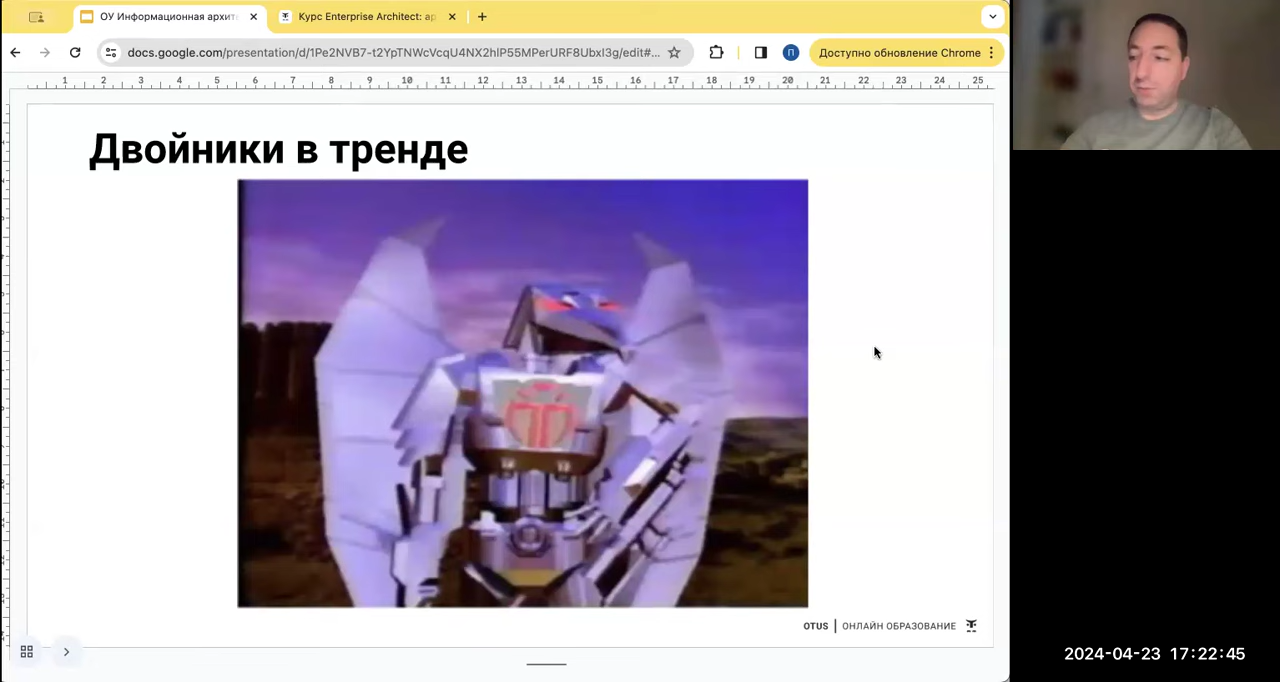 ОУ Информационная архит
Курс Enterprise Architect: ар
docs.google.com/presentation/d/1Pe2NVB7-t2YpTNWcVcqU4NX2hIP55MPerURF8UbxI3g/edit#...
П
Доступно обновление Chrome
1 2 3 4 5 6 7 8 9 10 11 12 13 14 15 16 17 18 19 20 21 22 23 24 25
Двойники в тренде
OTUS | ОНЛАЙН ОБРАЗОВАНИЕ
2024-04-23 17:22:45